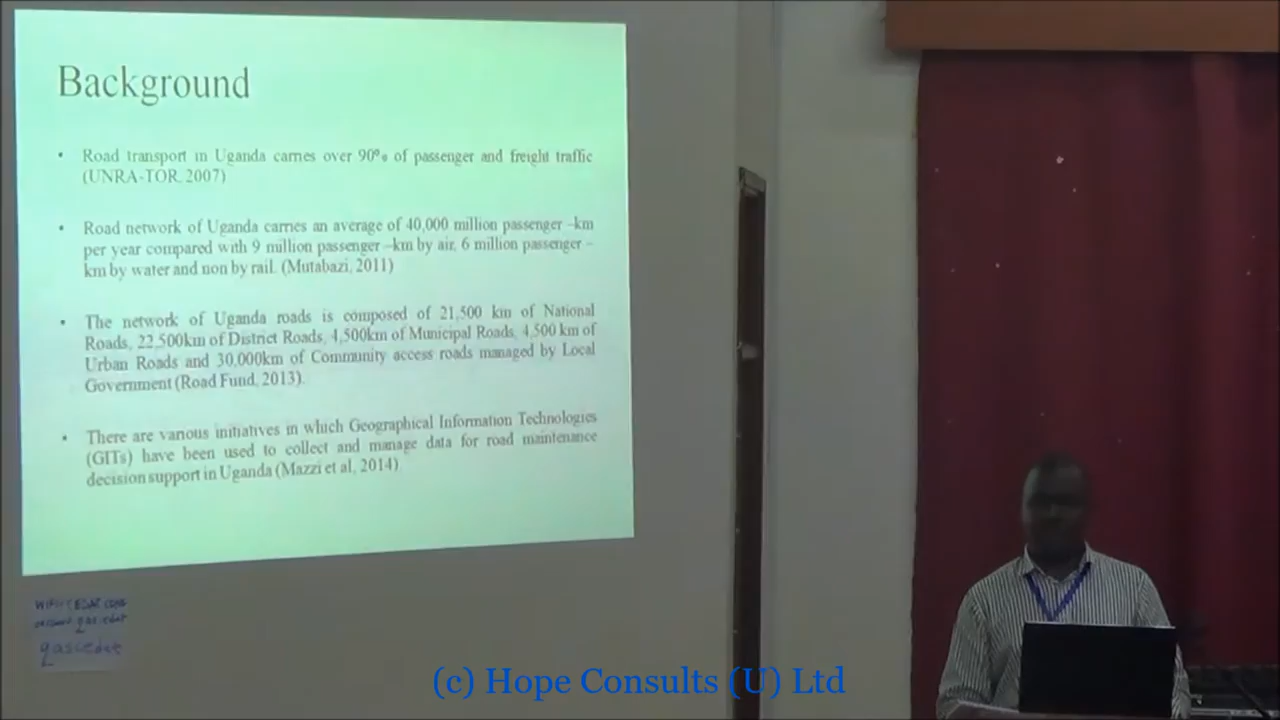 Background
• Road transport in Uganda carries over 90% of passenger and freight traffic
(UNRA-TOR, 2007)
• Road network of Uganda carries an average of 40,000 million passenger –km
per year compared with 9 million passenger –km by air, 6 million passenger –
km by water and non by rail. (Mutabazi, 2011)
• The network of Uganda roads is composed of 21,500 km of National
Roads, 22,500km of District Roads, 4,500km of Municipal Roads, 4,500 km of
Urban Roads and 30,000km of Community access roads managed by Local
Government (Road Fund, 2013).
• There are various initiatives in which Geographical Information Technologies
(GITs) have been used to collect and manage data for road maintenance
decision support in Uganda (Mazzi et al, 2014)
(c) Hope Consults (U) Ltd